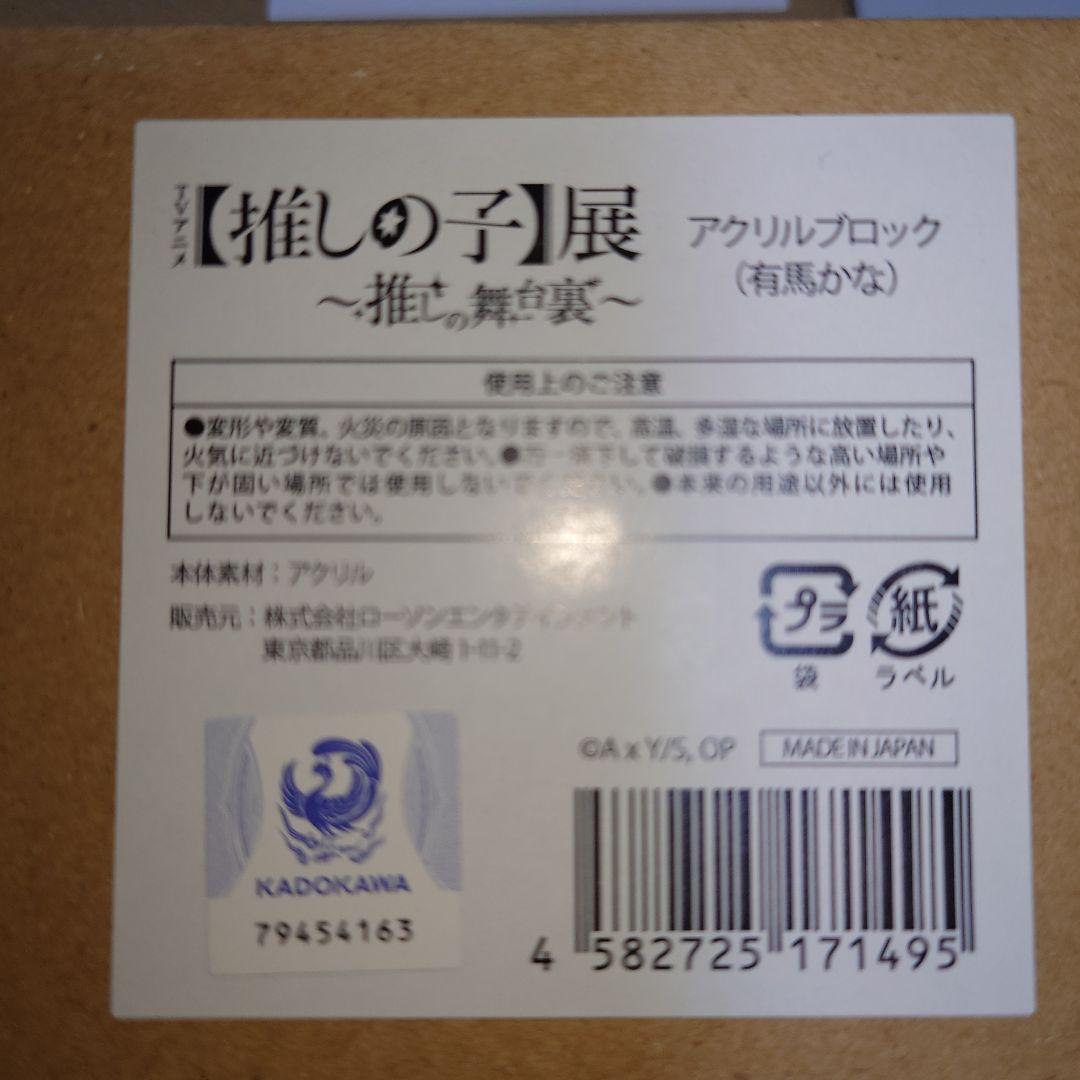 TVアニメ
【推しの子】展
アクリルブロック
（有馬かな）
～推しの舞台裏～
使用上のご注意
●変形や変質、火災の原因となりますので、高温、多湿な場所に放置したり、
火気に近づけないでください。●万一落下して破損するような高い場所や
下が固い場所では使用しないでください。●本来の用途以外には使用
しないでください。
本体素材：アクリル
販売元：株式会社ローソンエンタテインメント
東京都品川区大崎1-11-2
プラ
紙
袋
ラベル
©A x Y/S, OP
MADE IN JAPAN
KADOKAWA
79454163
4 582725 171495